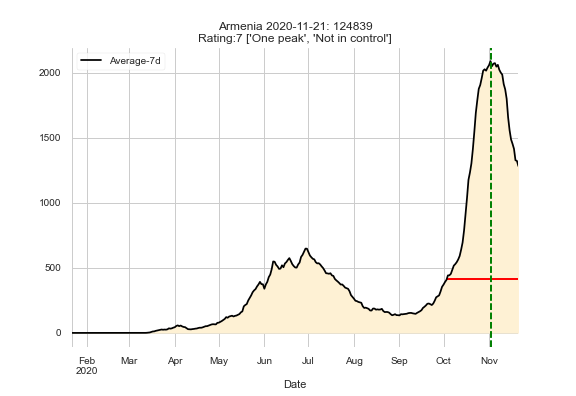 Armenia 2020-11-21: 124839
Rating:7 ['One peak', 'Not in control']
Average-7d
2000
1500
1000
500
0
Feb Mar Apr May Jun Jul Aug Sep Oct Nov
2020
Date